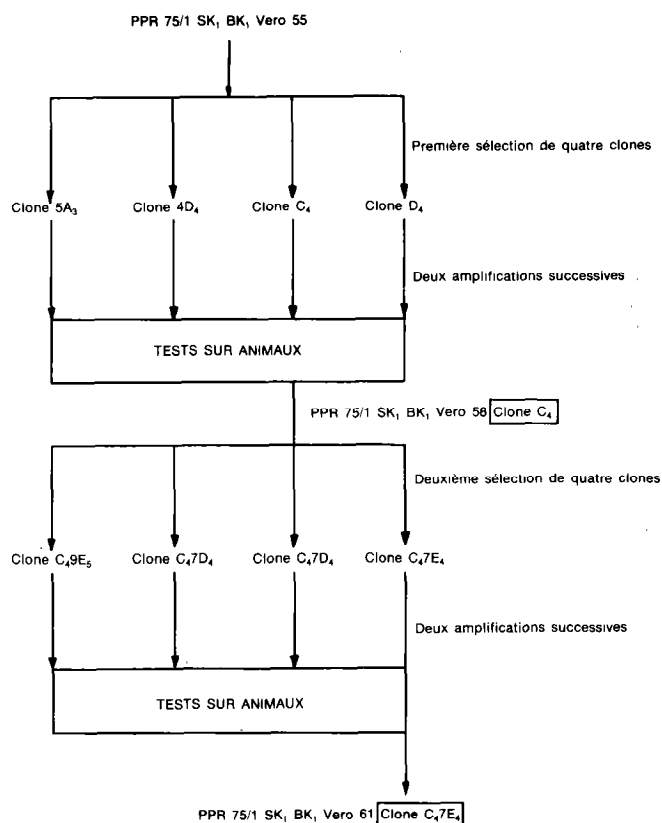 PPR 75/1 SK₁ BK₁ Vero 55
Première sélection de quatre clones
Clone 5A₃ Clone 4D₄ Clone C₄ Clone D₄
Deux amplifications successives
TESTS SUR ANIMAUX
PPR 75/1 SK₁ BK₁ Vero 58 Clone C₄
Deuxième sélection de quatre clones
Clone C₄9E₅ Clone C₄7D₄ Clone C₄7D₄ Clone C₄7E₄
Deux amplifications successives
TESTS SUR ANIMAUX
PPR 75/1 SK₁ BK₁ Vero 61 Clone C₄7E₄